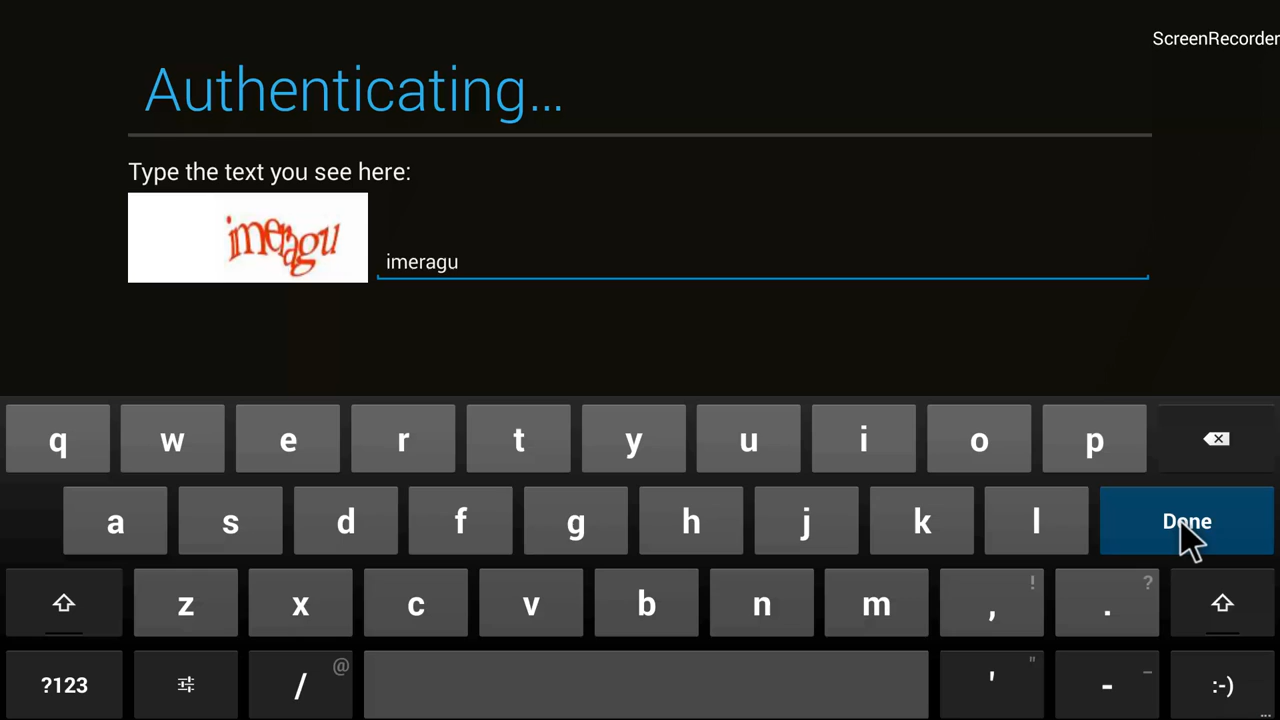 ScreenRecorder
Authenticating...
Type the text you see here:
imeragu
imeragu
q w e r t y u i o p
a s d f g h j k l Done
z x c v b n m , ! . ?
?123 / @ ' " - _ :-) ...